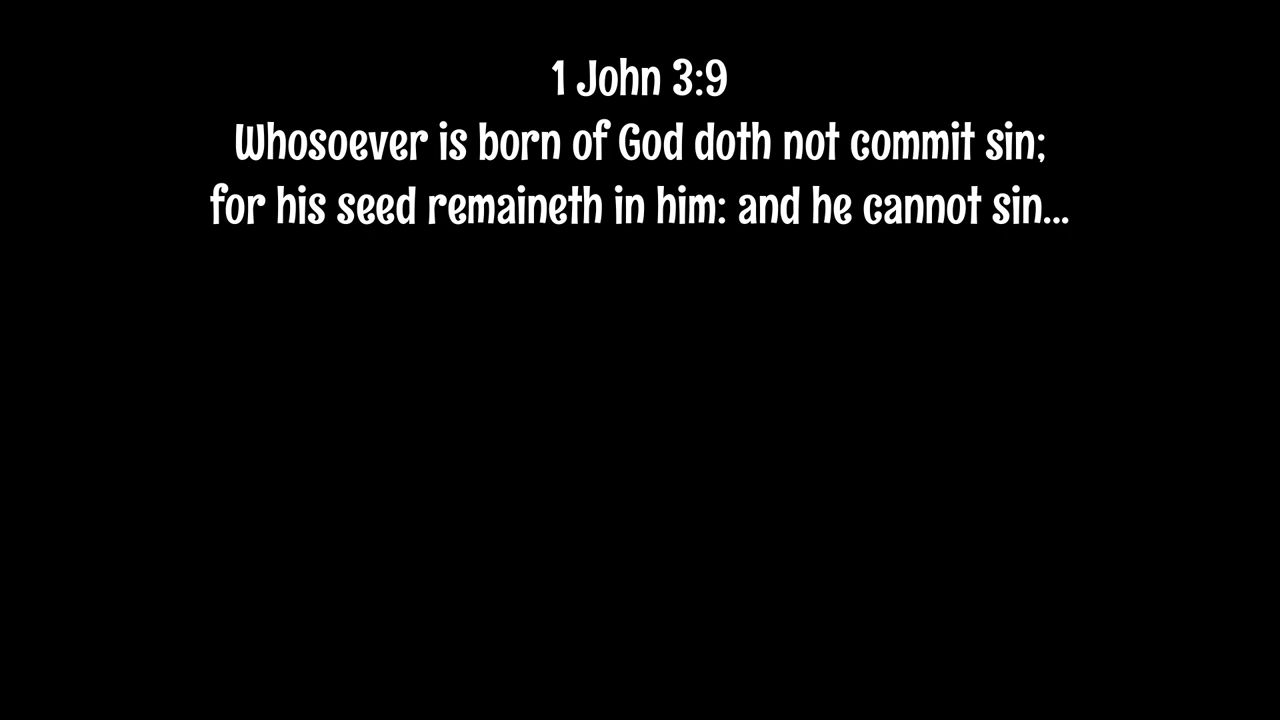 1 John 3:9
Whosoever is born of God doth not commit sin;
for his seed remaineth in him: and he cannot sin...